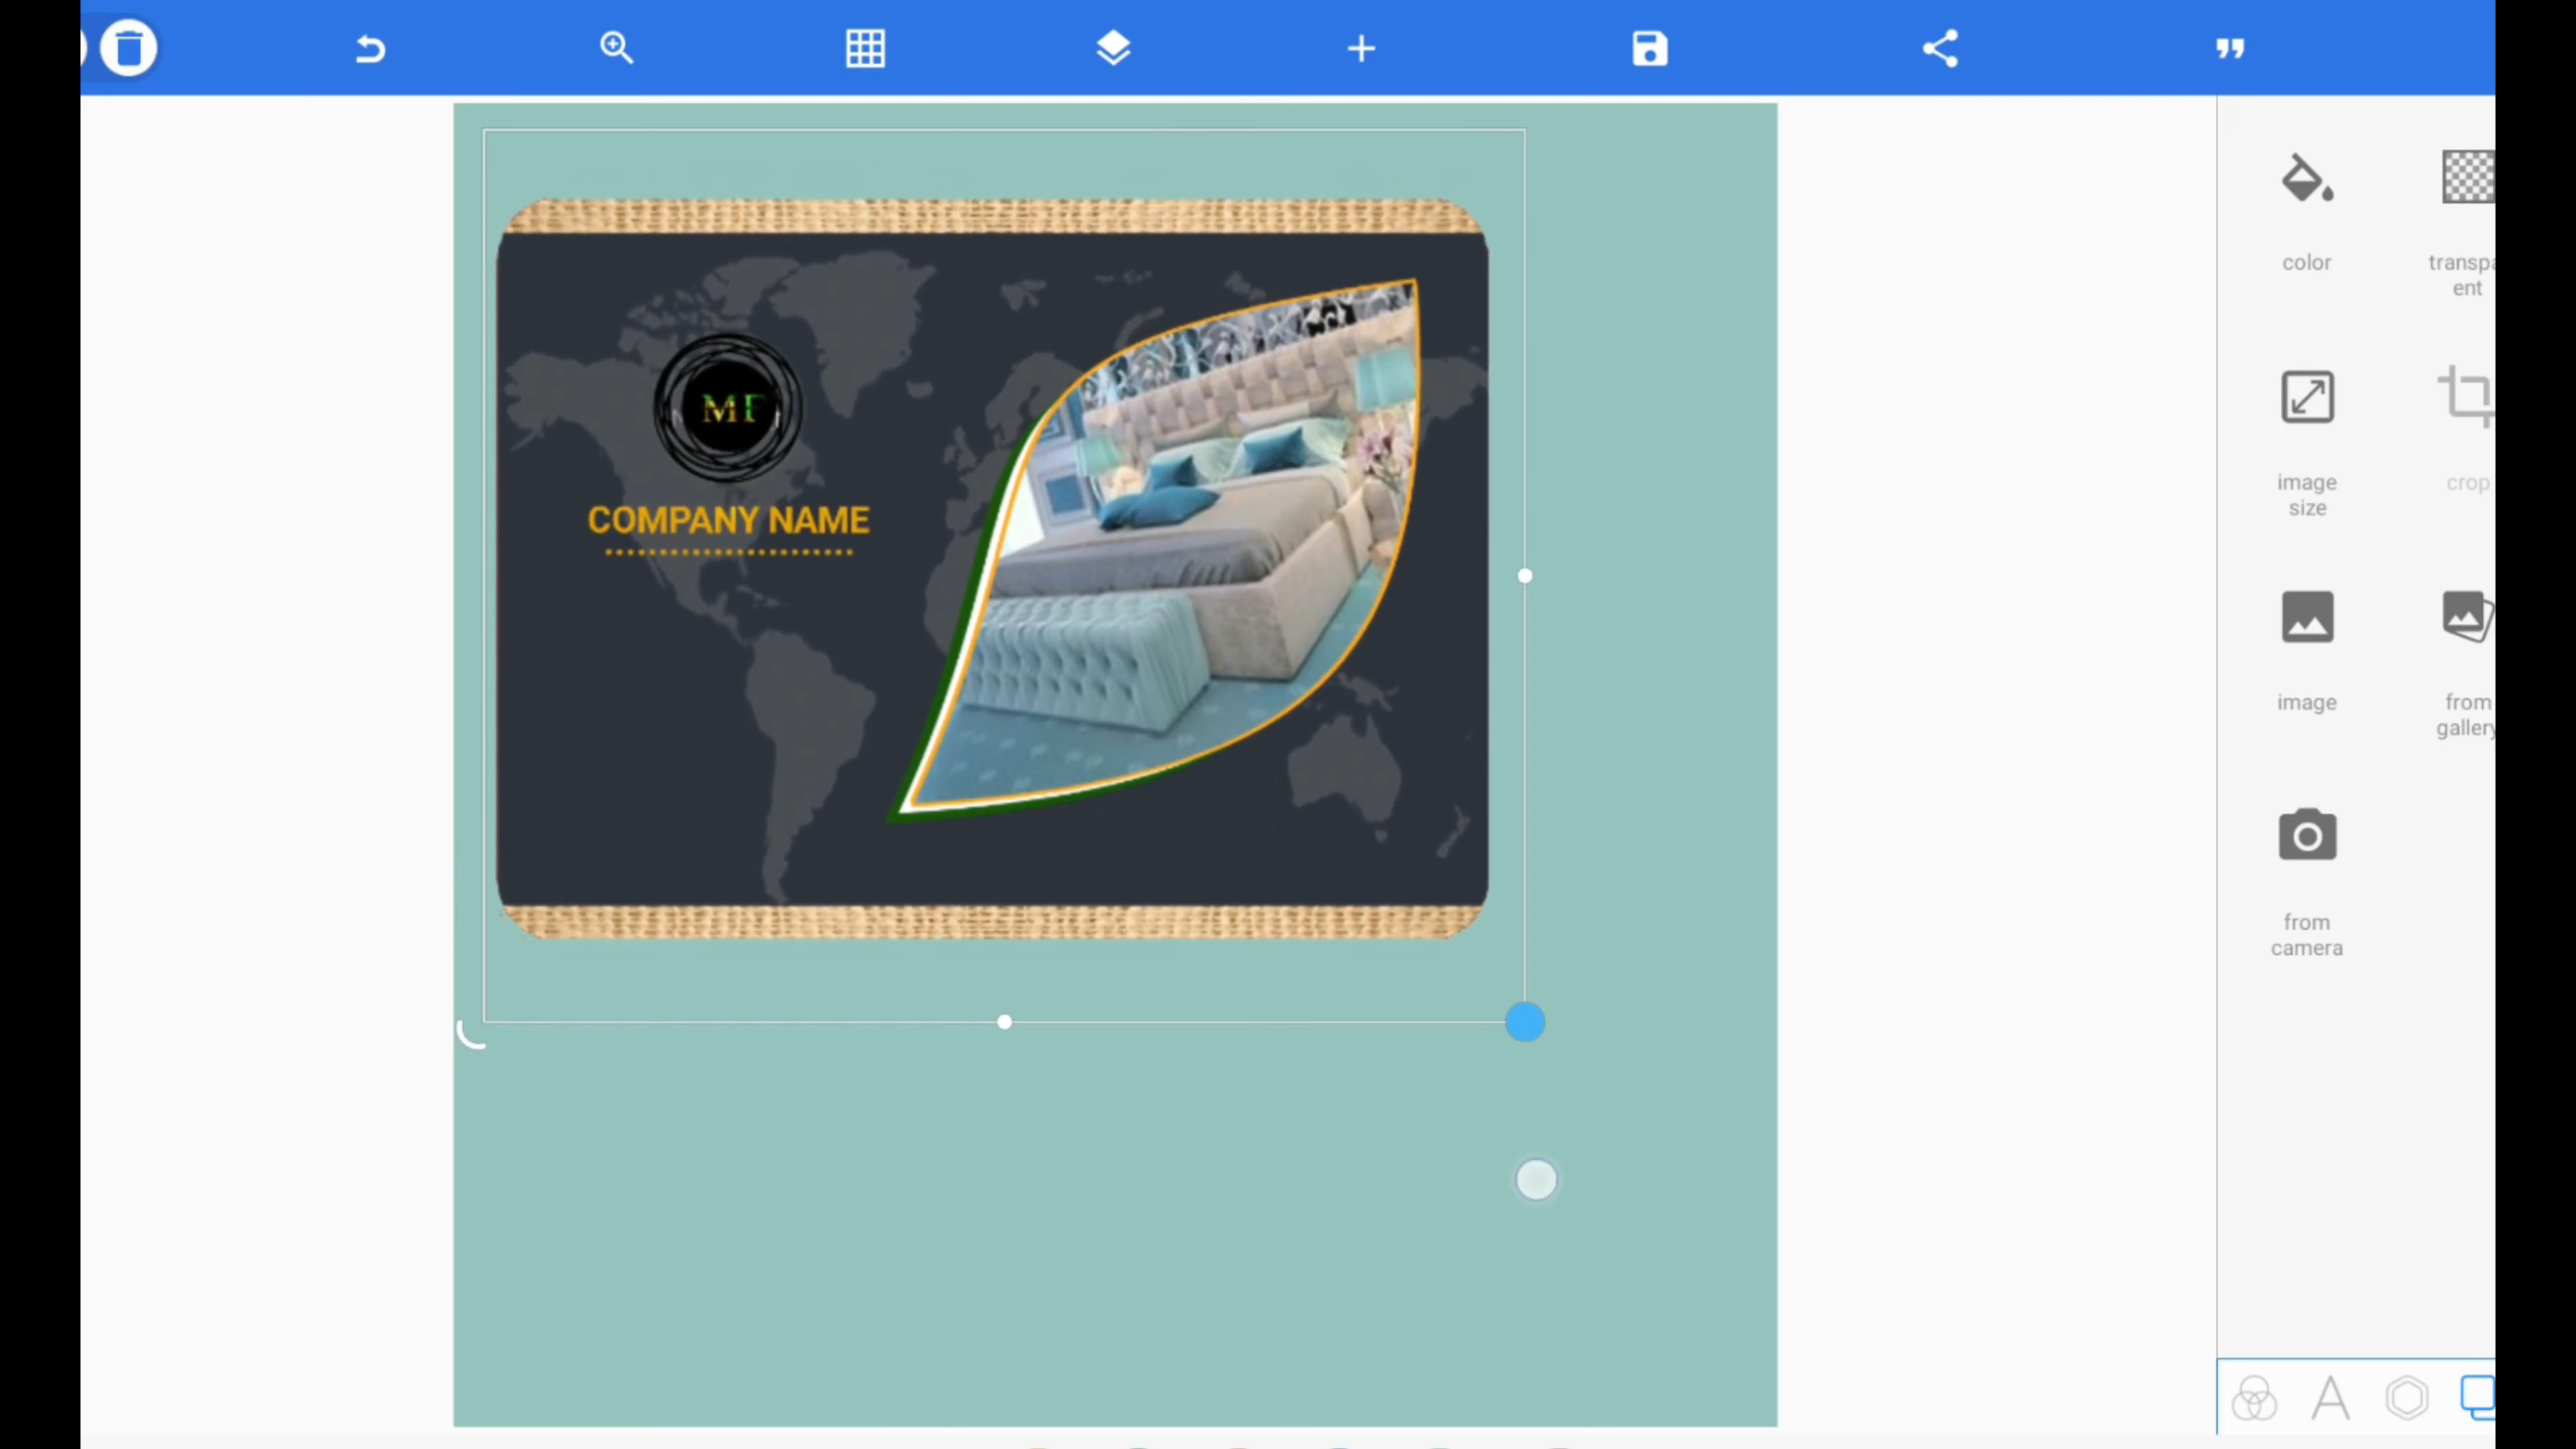 MF
COMPANY NAME
color
transpa
ent
image
size
crop
image
from
gallery
from
camera